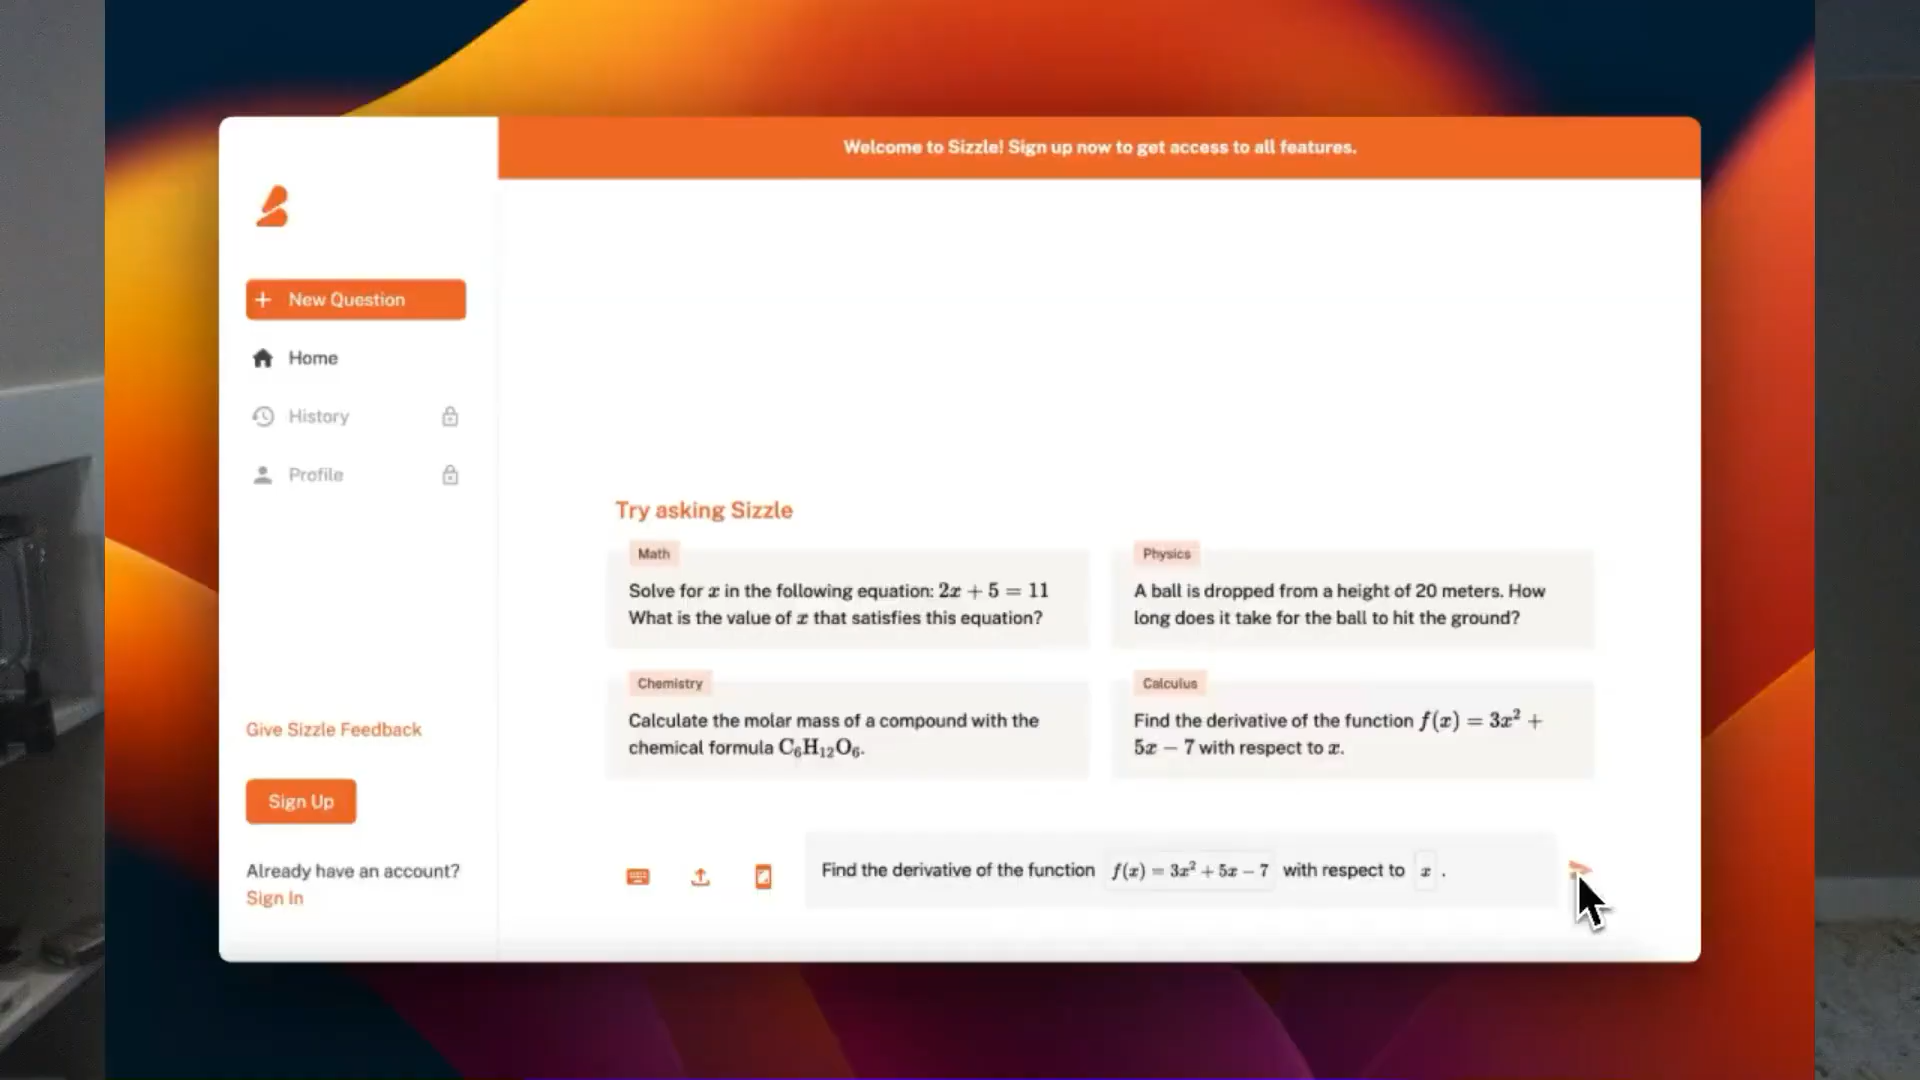 Welcome to Sizzle! Sign up now to get access to all features.
New Question
Home
History
Profile
Give Sizzle Feedback
Sign Up
Already have an account?
Sign In
Try asking Sizzle
Math
Solve for x in the following equation: 2x + 5 = 11
What is the value of x that satisfies this equation?
Physics
A ball is dropped from a height of 20 meters. How
long does it take for the ball to hit the ground?
Chemistry
Calculate the molar mass of a compound with the
chemical formula C₆H₁₂O₆.
Calculus
Find the derivative of the function f(x) = 3x² +
5x − 7 with respect to x.
Find the derivative of the function f(x) = 3x² + 5x − 7 with respect to x .